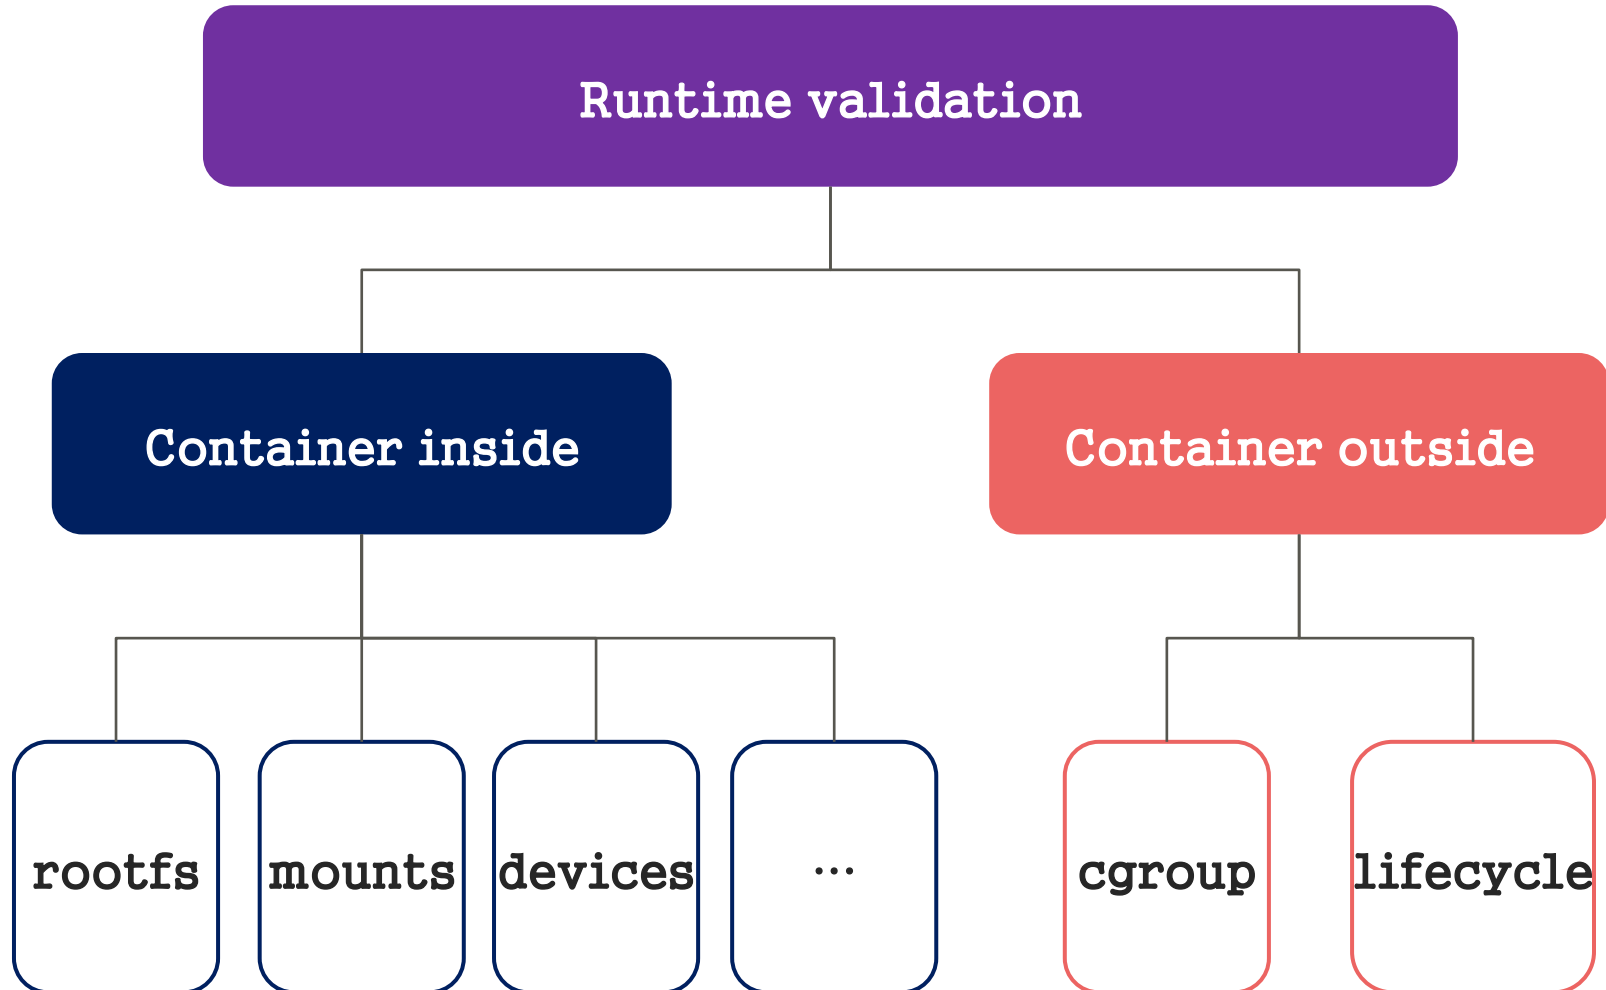 Runtime validation
Container inside
Container outside
rootfs
mounts
devices
...
cgroup
lifecycle